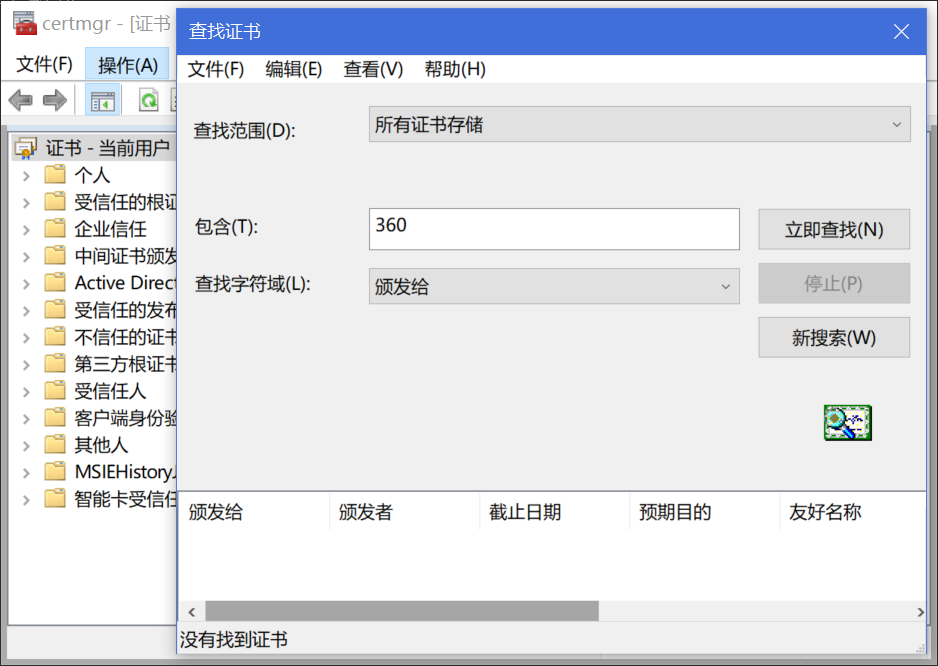 certmgr - [证书
文件(F)
操作(A)
证书 - 当前用户
个人
受信任的根证
企业信任
中间证书颁发
Active Direct
受信任的发布
不信任的证书
第三方根证书
受信任人
客户端身份验
其他人
MSIEHistoryJ
智能卡受信任
查找证书
文件(F) 编辑(E) 查看(V) 帮助(H)
查找范围(D): 所有证书存储
包含(T): 360 立即查找(N)
查找字符域(L): 颁发给 停止(P)
新搜索(W)
颁发给 颁发者 截止日期 预期目的 友好名称
没有找到证书